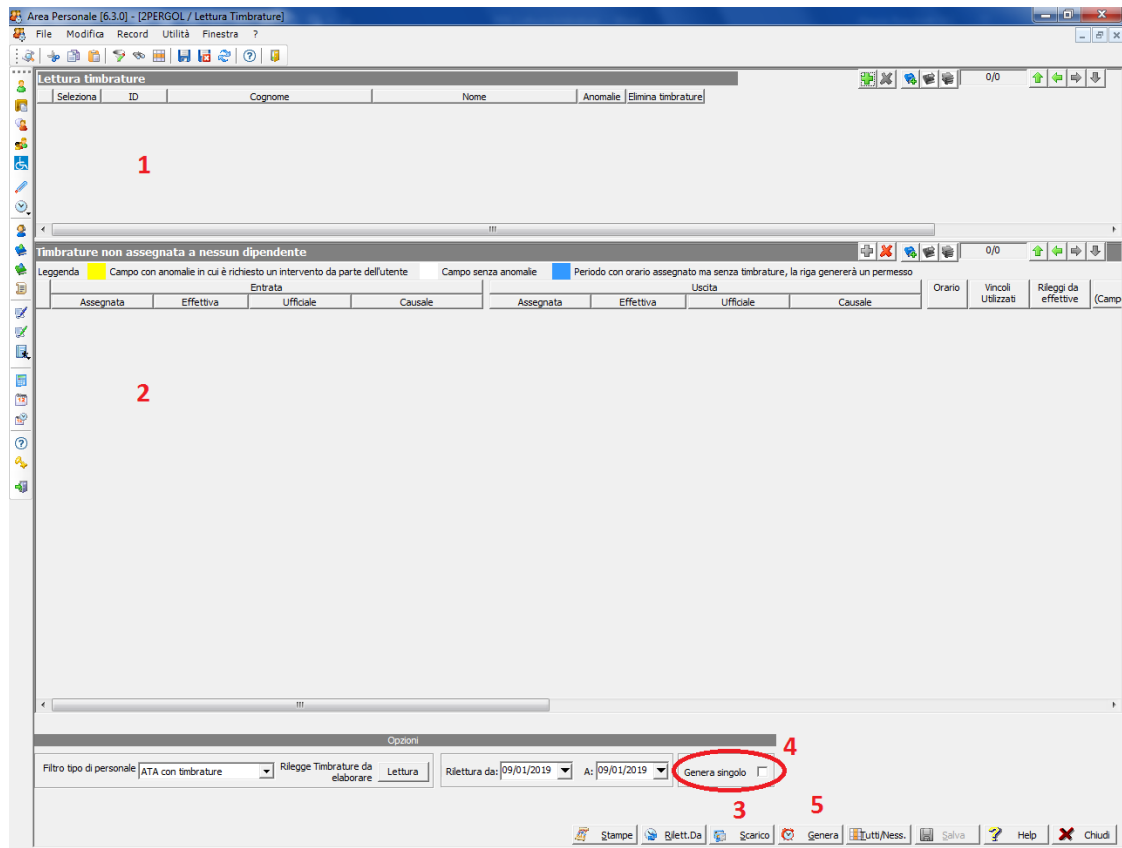 Area Personale [6.3.0] - [2PERGOL / Lettura Timbrature]
File Modifica Record Utilità Finestra ?
Lettura timbrature 0/0
Seleziona ID Cognome Nome Anomalie Elimina timbrature
1
Timbrature non assegnata a nessun dipendente 0/0
Leggenda Campo con anomalie in cui è richiesto un intervento da parte dell'utente Campo senza anomalie Periodo con orario assegnato ma senza timbrature, la riga genererà un permesso
Entrata Uscita Orario Vincoli Utilizzati Rileggi da effettive (Camp
Assegnata Effettiva Ufficiale Causale Assegnata Effettiva Ufficiale Causale
2
Opzioni
4
Filtro tipo di personale ATA con timbrature Rilegge Timbrature da elaborare Lettura Rilettura da: 09/01/2019 A: 09/01/2019 Genera singolo
3 5
Stampe Rilett.Da Scarico Genera Tutti/Ness. Salva Help Chiudi